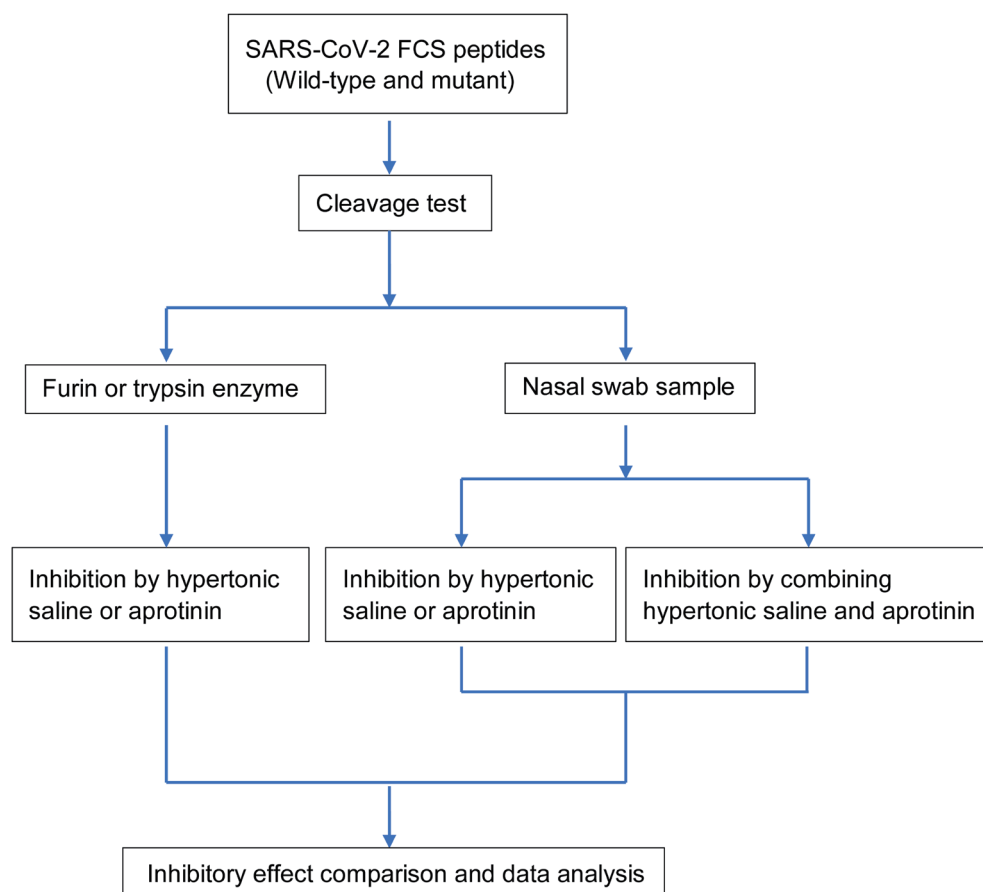 SARS-CoV-2 FCS peptides
(Wild-type and mutant)
Cleavage test
Furin or trypsin enzyme
Nasal swab sample
Inhibition by hypertonic
saline or aprotinin
Inhibition by hypertonic
saline or aprotinin
Inhibition by combining
hypertonic saline and aprotinin
Inhibitory effect comparison and data analysis